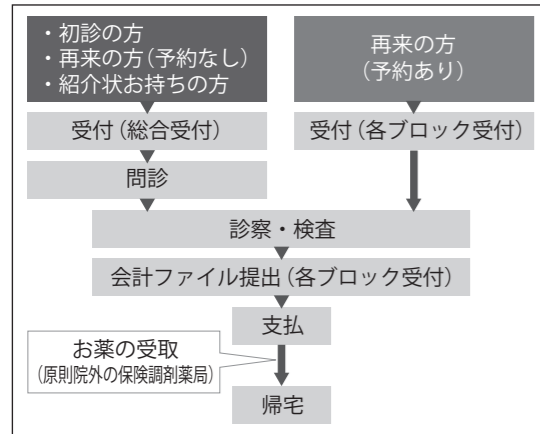 ・初診の方
・再来の方（予約なし）
・紹介状お持ちの方
再来の方
（予約あり）
受付（総合受付）
受付（各ブロック受付）
問診
診察・検査
会計ファイル提出（各ブロック受付）
支払
お薬の受取
（原則院外の保険調剤薬局）
帰宅